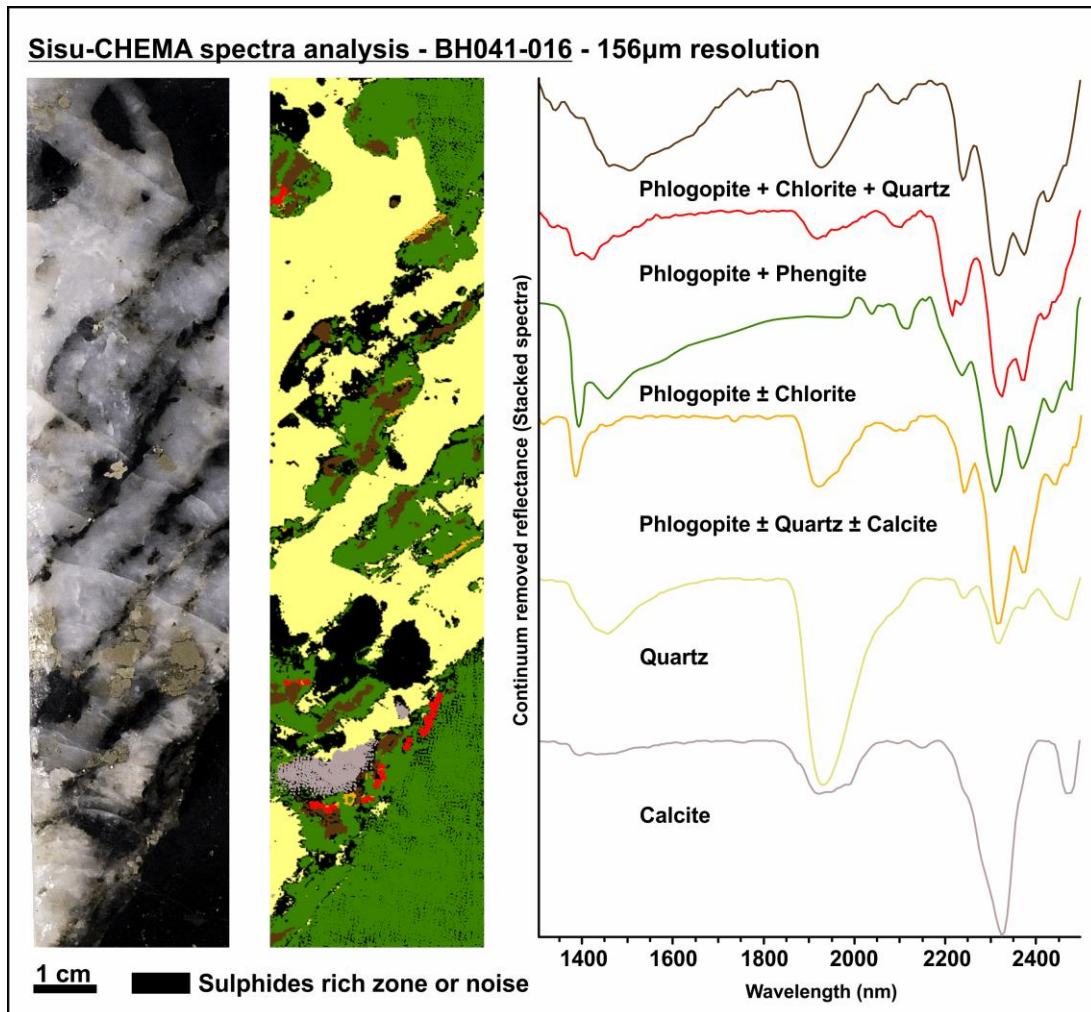 Sisu-CHEMA spectra analysis - BH041-016 - 156µm resolution
Phlogopite + Chlorite + Quartz
Phlogopite + Phengite
Phlogopite ± Chlorite
Phlogopite ± Quartz ± Calcite
Quartz
Calcite
Continuum removed reflectance (Stacked spectra)
1400 1600 1800 2000 2200 2400
Wavelength (nm)
1 cm
Sulphides rich zone or noise